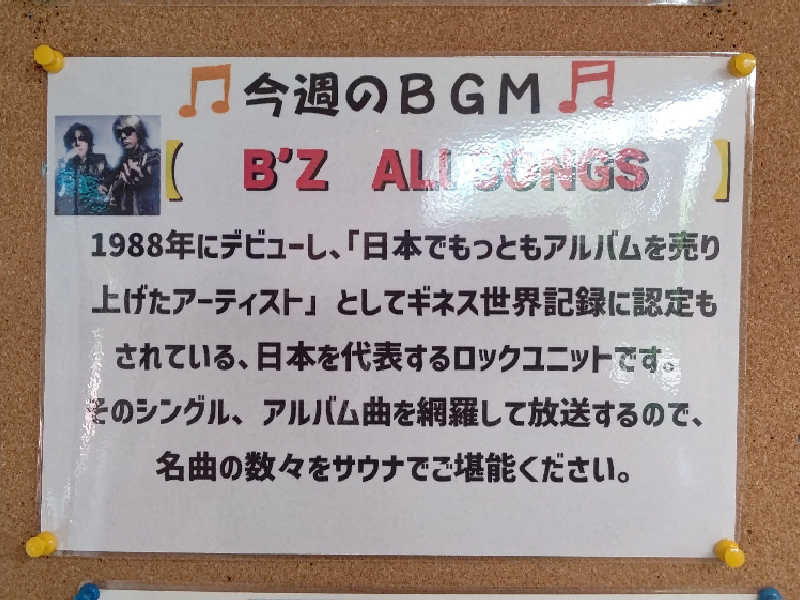 今週のBGM
【 B'Z ALL SONGS 】
1988年にデビューし、「日本でもっともアルバムを売り
上げたアーティスト」としてギネス世界記録に認定も
されている、日本を代表するロックユニットです。
そのシングル、アルバム曲を網羅して放送するので、
名曲の数々をサウナでご堪能ください。